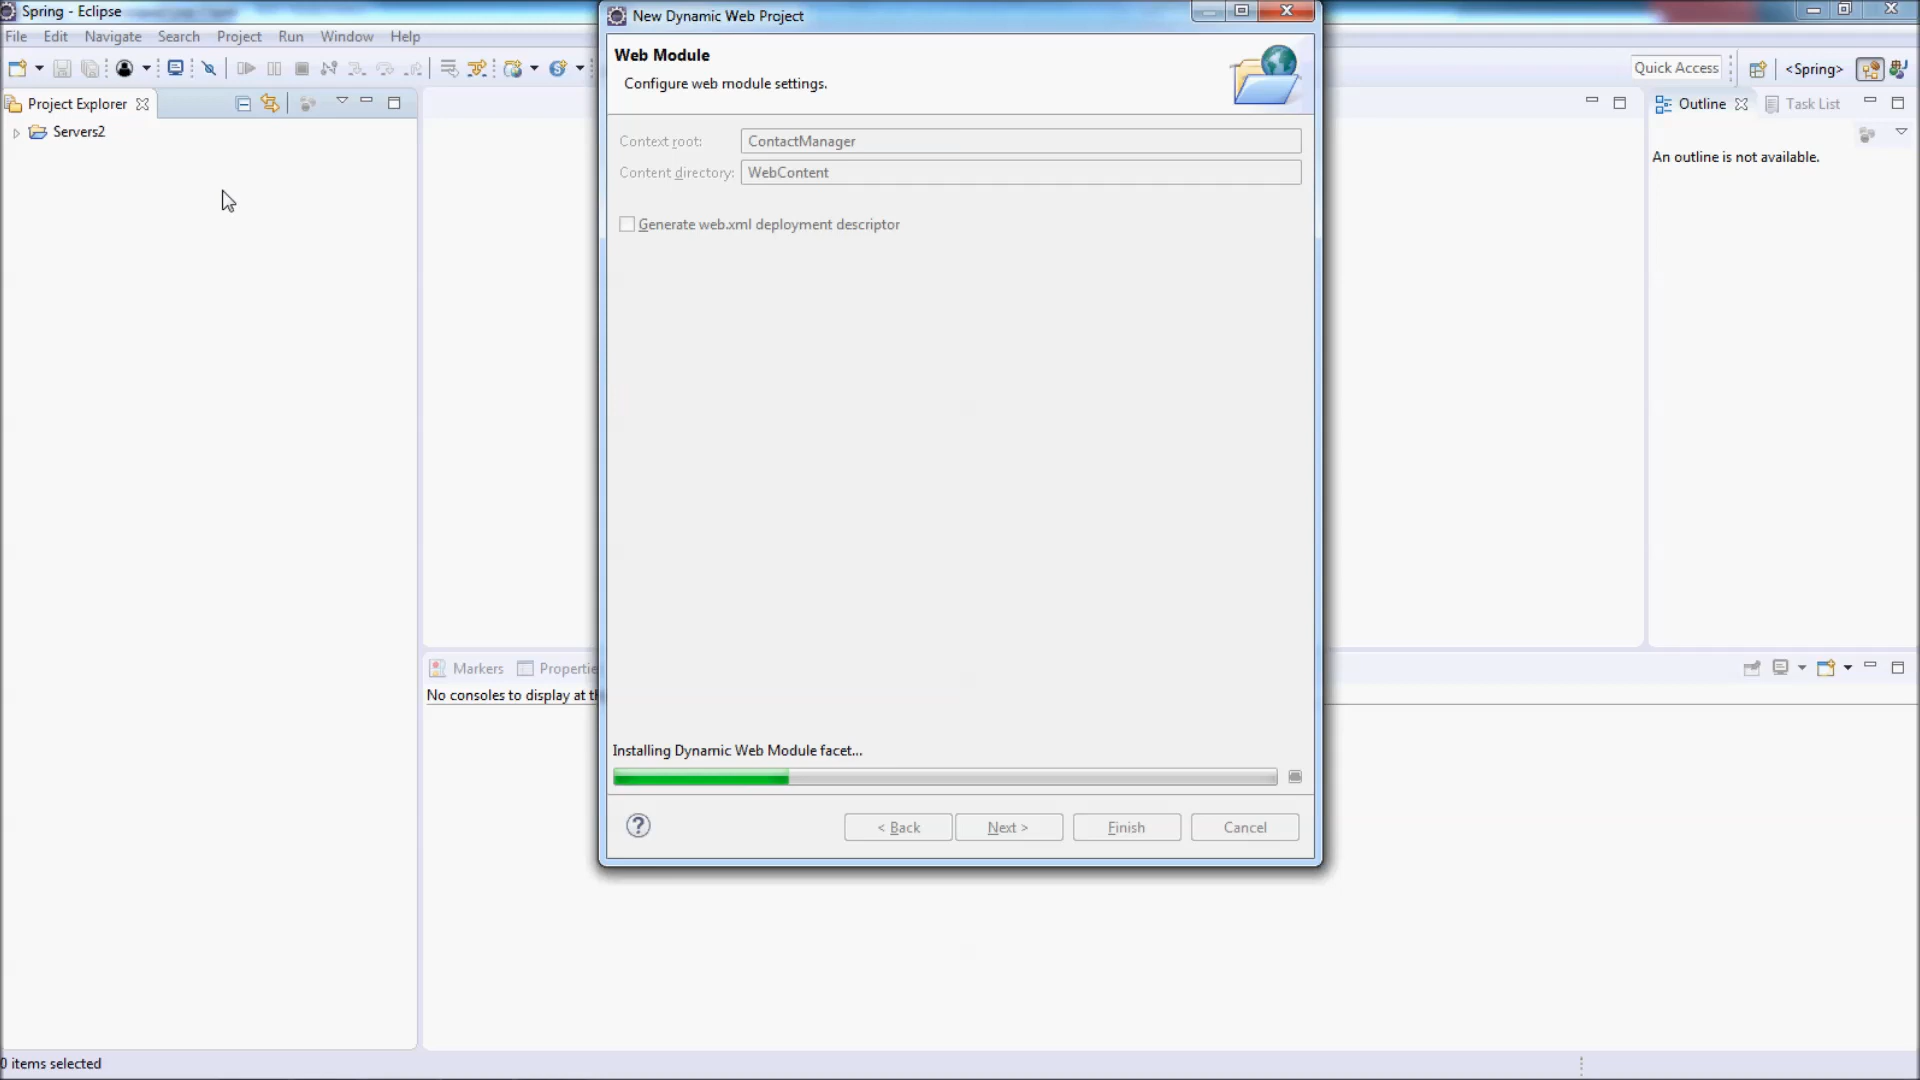 Spring - Eclipse
New Dynamic Web Project
File Edit Navigate Search Project Run Window Help
Web Module
Configure web module settings.
Quick Access
<Spring>
Project Explorer
Outline
Task List
Servers2
Context root: ContactManager
Content directory: WebContent
An outline is not available.
Generate web.xml deployment descriptor
Markers
No consoles to display at
Installing Dynamic Web Module facet...
< Back
Next >
Finish
Cancel
0 items selected